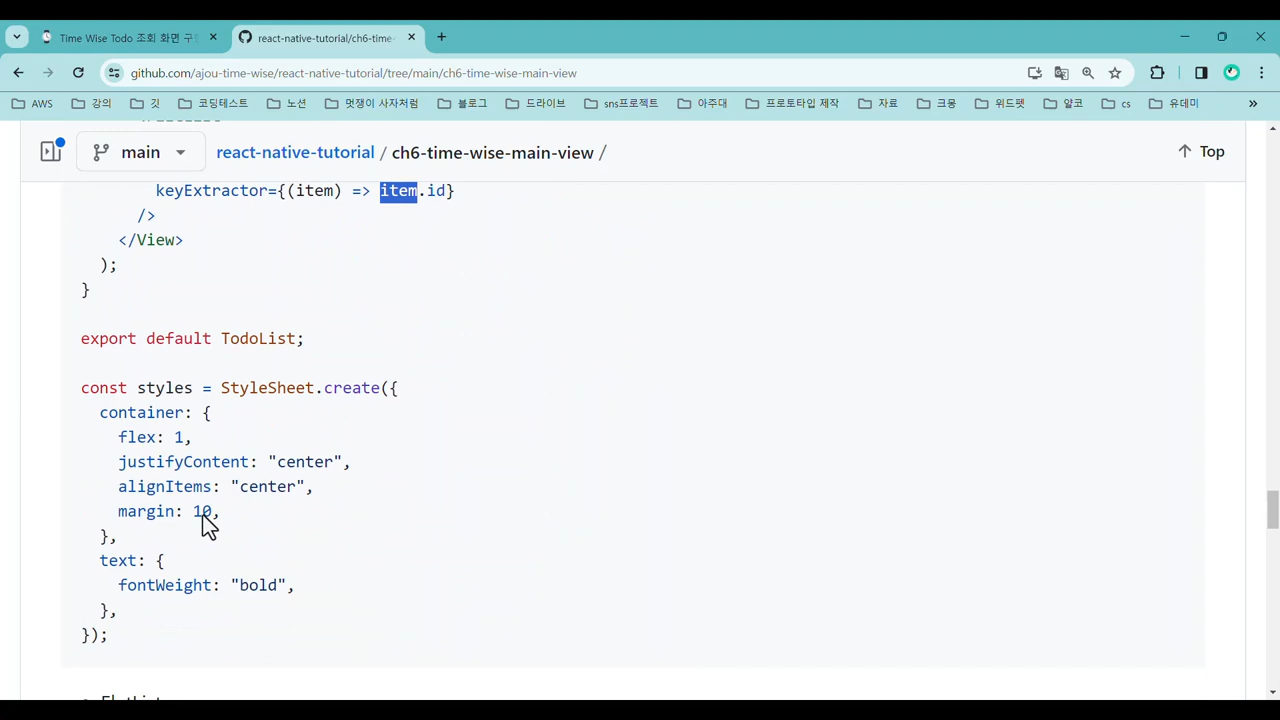 Time Wise Todo 조회 화면 구
react-native-tutorial/ch6-time-
github.com/ajou-time-wise/react-native-tutorial/tree/main/ch6-time-wise-main-view
AWS 강의 깃 코딩테스트 노션 멋쟁이 사자처럼 블로그 드라이브 sns프로젝트 아주대 프로토타입 제작 자료 크몽 위드펫 얄코 cs 유데미 »
main react-native-tutorial / ch6-time-wise-main-view / Top
keyExtractor={(item) => item.id}
/>
</View>
);
}
export default TodoList;
const styles = StyleSheet.create({
container: {
flex: 1,
justifyContent: "center",
alignItems: "center",
margin: 10,
},
text: {
fontWeight: "bold",
},
});